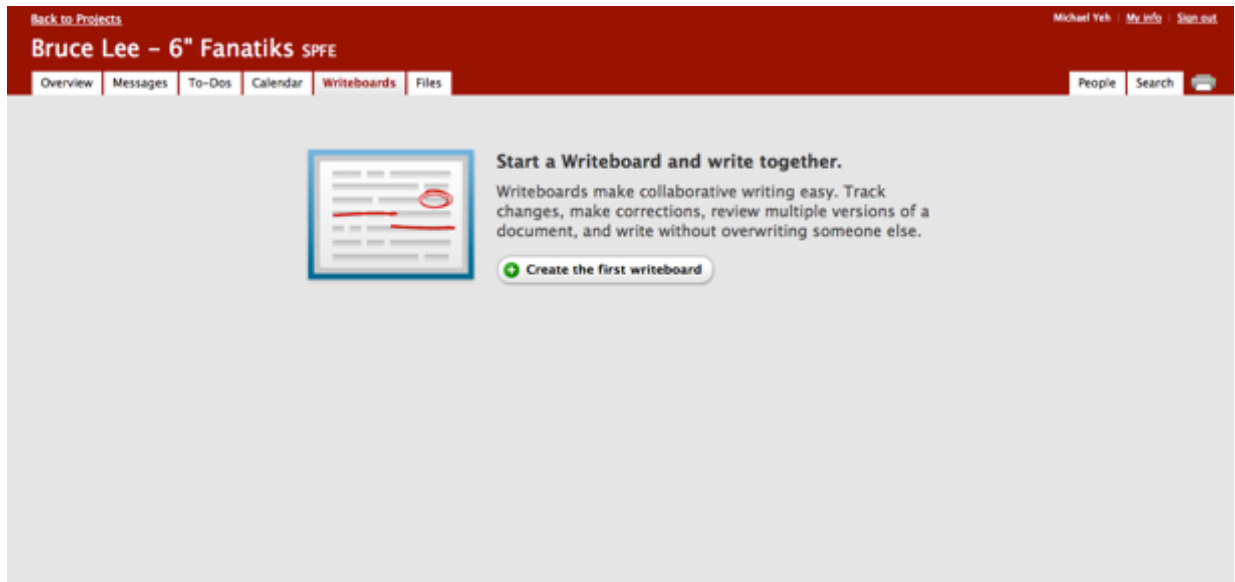 Back to Projects
Michael Yeh | My info | Sign out
Bruce Lee – 6" Fanatiks SPFE
Overview Messages To-Dos Calendar Writeboards Files People Search
Start a Writeboard and write together.
Writeboards make collaborative writing easy. Track
changes, make corrections, review multiple versions of a
document, and write without overwriting someone else.
Create the first writeboard